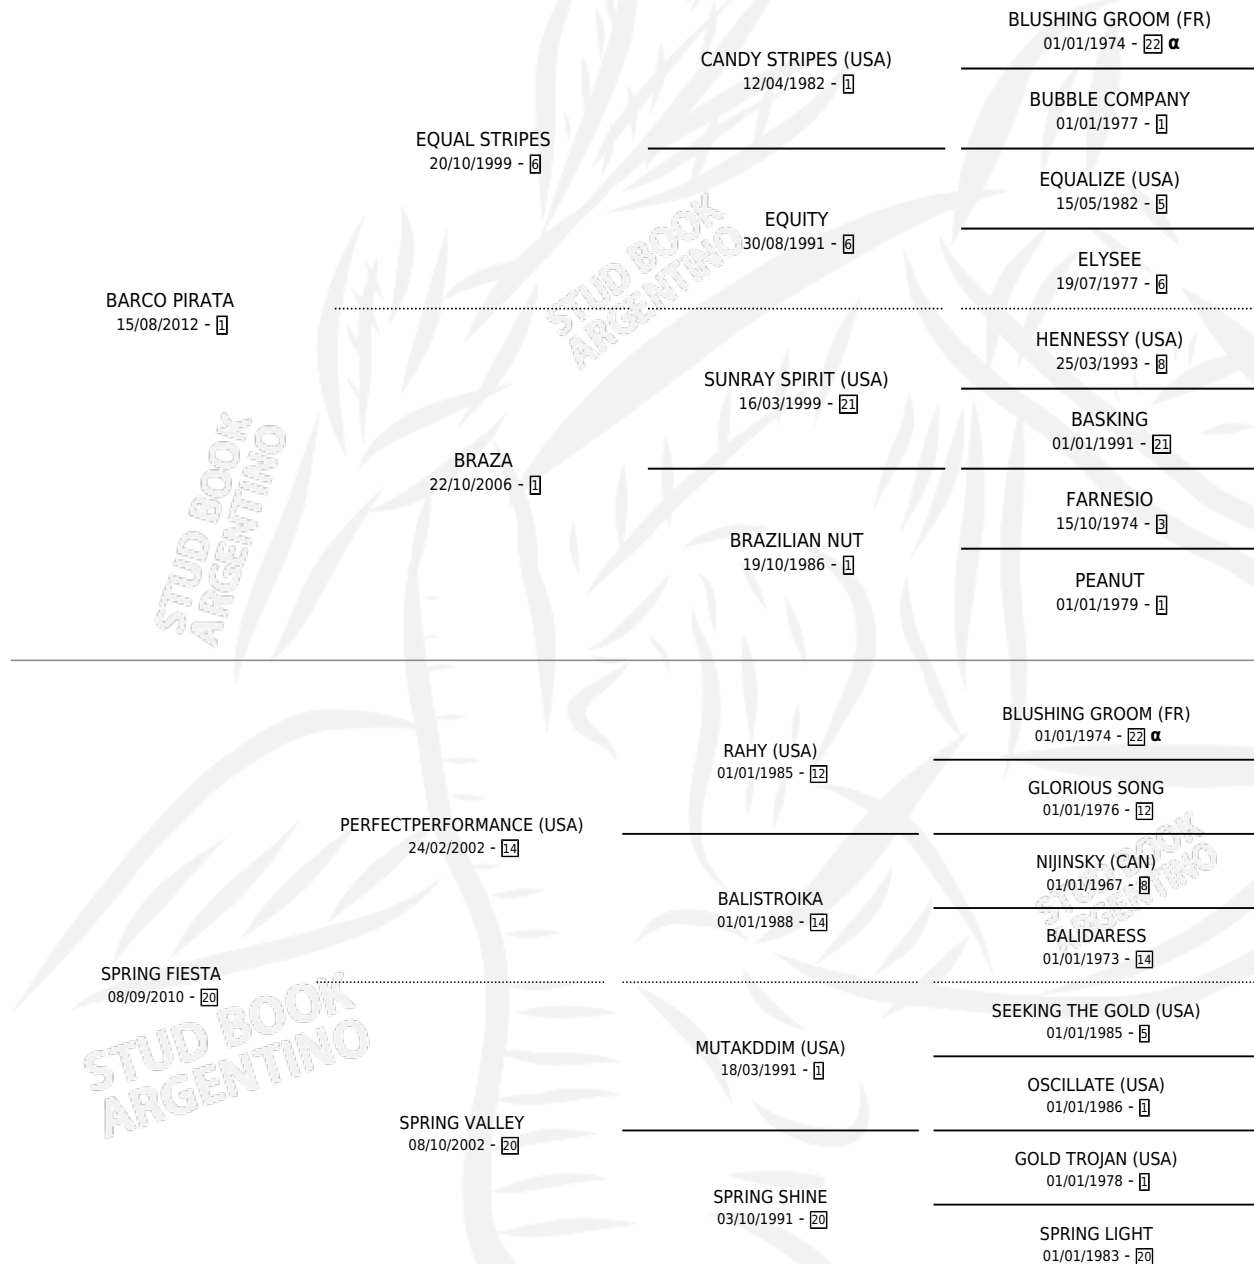 BLUSHING GROOM (FR)
01/01/1974 - 22 α
CANDY STRIPES (USA)
12/04/1982 - 1
BUBBLE COMPANY
01/01/1977 - 1
EQUAL STRIPES
20/10/1999 - 6
EQUALIZE (USA)
15/05/1982 - 5
EQUITY
30/08/1991 - 6
ELYSEE
19/07/1977 - 6
BARCO PIRATA
15/08/2012 - 1
HENNESSY (USA)
25/03/1993 - 8
SUNRAY SPIRIT (USA)
16/03/1999 - 21
BASKING
01/01/1991 - 21
BRAZA
22/10/2006 - 1
FARNESIO
15/10/1974 - 3
BRAZILIAN NUT
19/10/1986 - 1
PEANUT
01/01/1979 - 1
BLUSHING GROOM (FR)
01/01/1974 - 22 α
RAHY (USA)
01/01/1985 - 12
GLORIOUS SONG
01/01/1976 - 12
PERFECTPERFORMANCE (USA)
24/02/2002 - 14
NIJINSKY (CAN)
01/01/1967 - 8
BALISTROIKA
01/01/1988 - 14
BALIDARESS
01/01/1973 - 14
SPRING FIESTA
08/09/2010 - 20
SEEKING THE GOLD (USA)
01/01/1985 - 5
MUTAKDDIM (USA)
18/03/1991 - 1
OSCILLATE (USA)
01/01/1986 - 1
SPRING VALLEY
08/10/2002 - 20
GOLD TROJAN (USA)
01/01/1978 - 1
SPRING SHINE
03/10/1991 - 20
SPRING LIGHT
01/01/1983 - 20
STUD BOOK
ARGENTINO
STUD BOOK
ARGENTINO
STUD BOOK
ARGENTINO
STUD BOOK
ARGENTINO